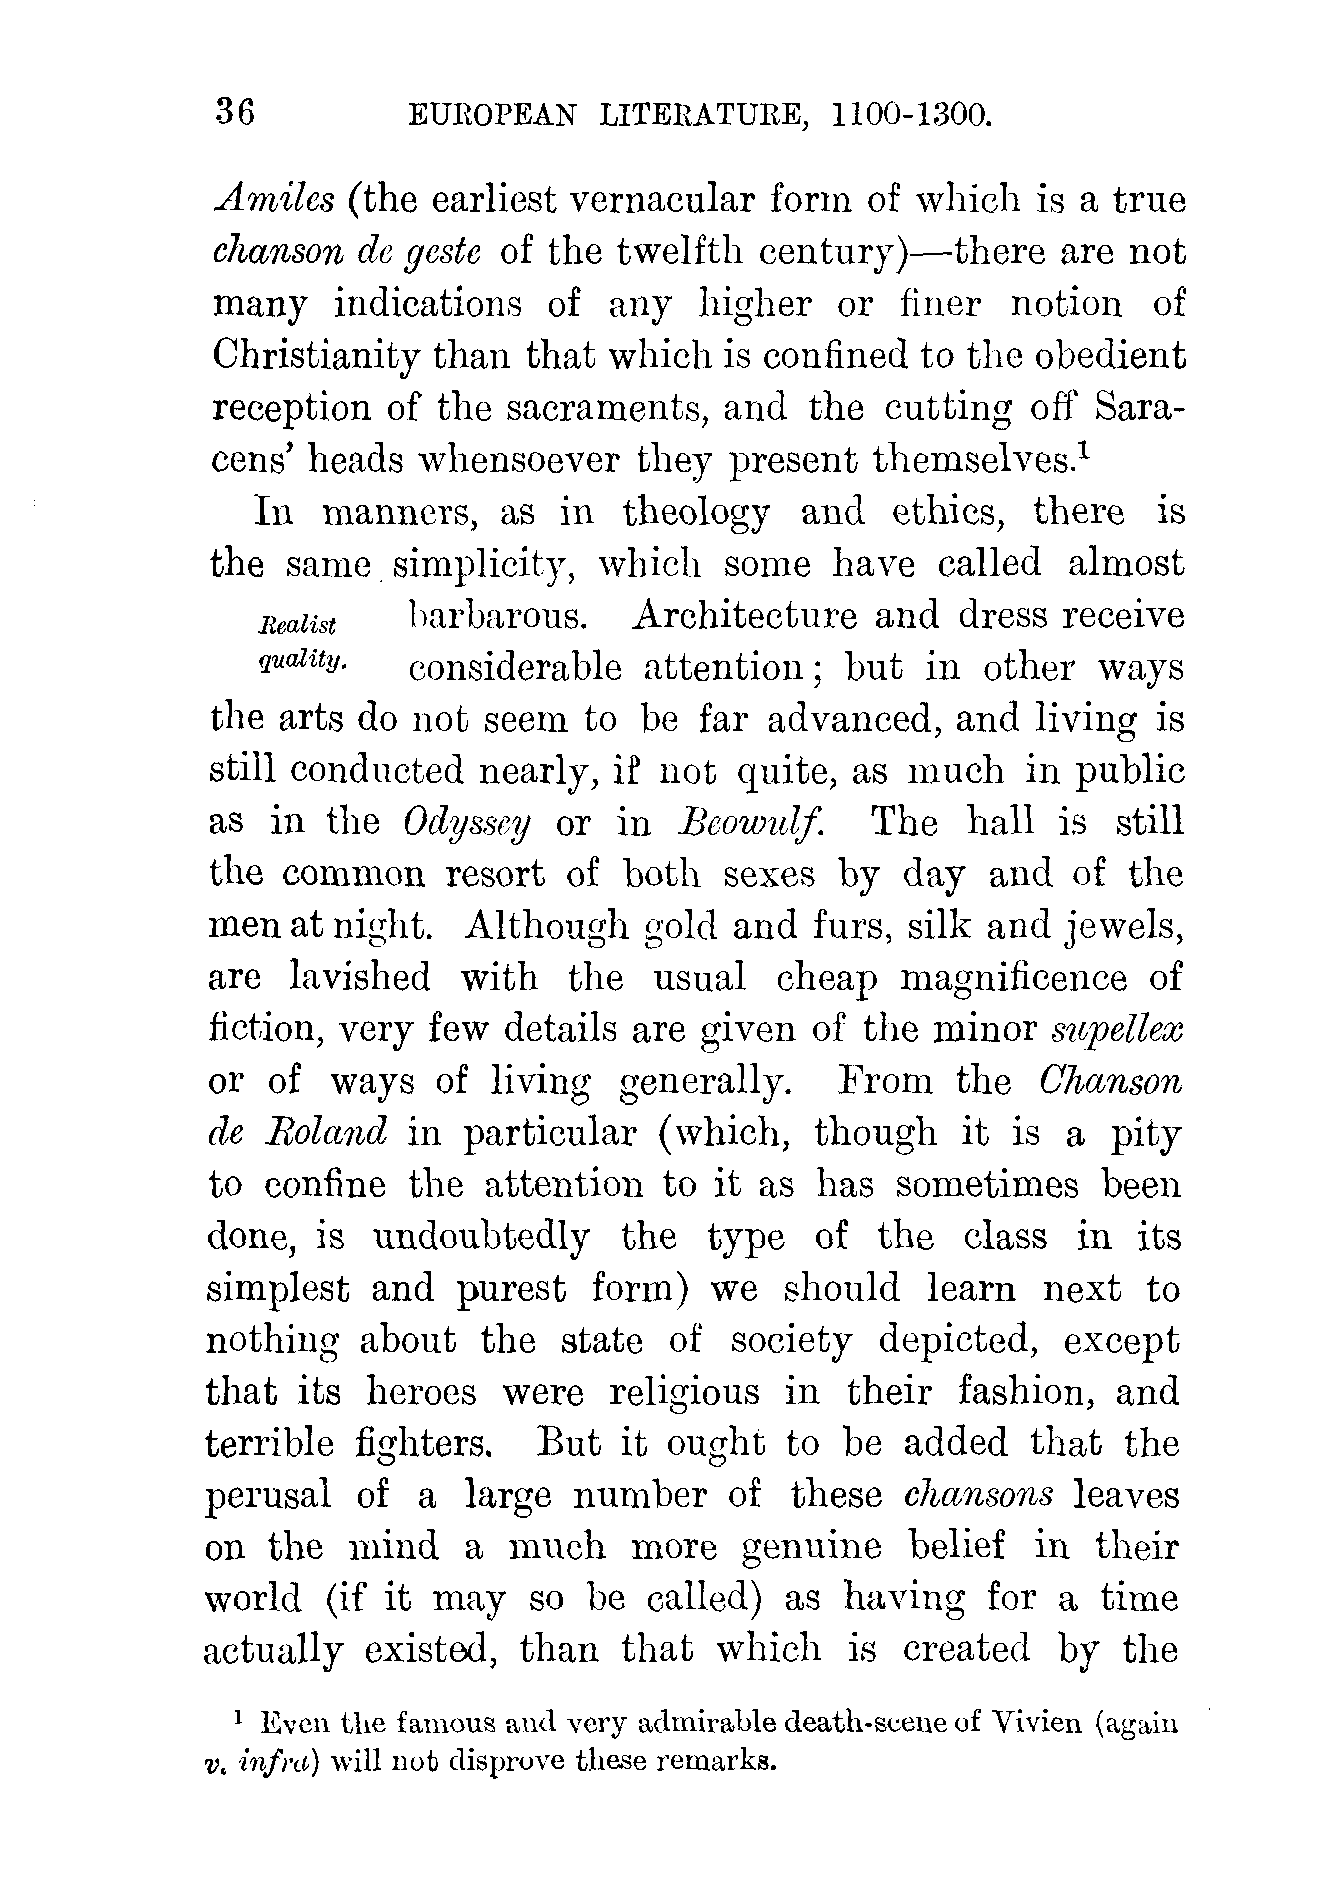 36 EUROPEAN LITERATURE, 1100-1300.
Amiles (the earliest vernacular form of which is a true
chanson de geste of the twelfth century)—there are not
many indications of any higher or finer notion of
Christianity than that which is confined to the obedient
reception of the sacraments, and the cutting off Sara-
cens' heads whensoever they present themselves.¹
In manners, as in theology and ethics, there is
the same simplicity, which some have called almost
Realist barbarous. Architecture and dress receive
quality. considerable attention; but in other ways
the arts do not seem to be far advanced, and living is
still conducted nearly, if not quite, as much in public
as in the Odyssey or in Beowulf. The hall is still
the common resort of both sexes by day and of the
men at night. Although gold and furs, silk and jewels,
are lavished with the usual cheap magnificence of
fiction, very few details are given of the minor supellex
or of ways of living generally. From the Chanson
de Roland in particular (which, though it is a pity
to confine the attention to it as has sometimes been
done, is undoubtedly the type of the class in its
simplest and purest form) we should learn next to
nothing about the state of society depicted, except
that its heroes were religious in their fashion, and
terrible fighters. But it ought to be added that the
perusal of a large number of these chansons leaves
on the mind a much more genuine belief in their
world (if it may so be called) as having for a time
actually existed, than that which is created by the
¹ Even the famous and very admirable death-scene of Vivien (again
v. infra) will not disprove these remarks.